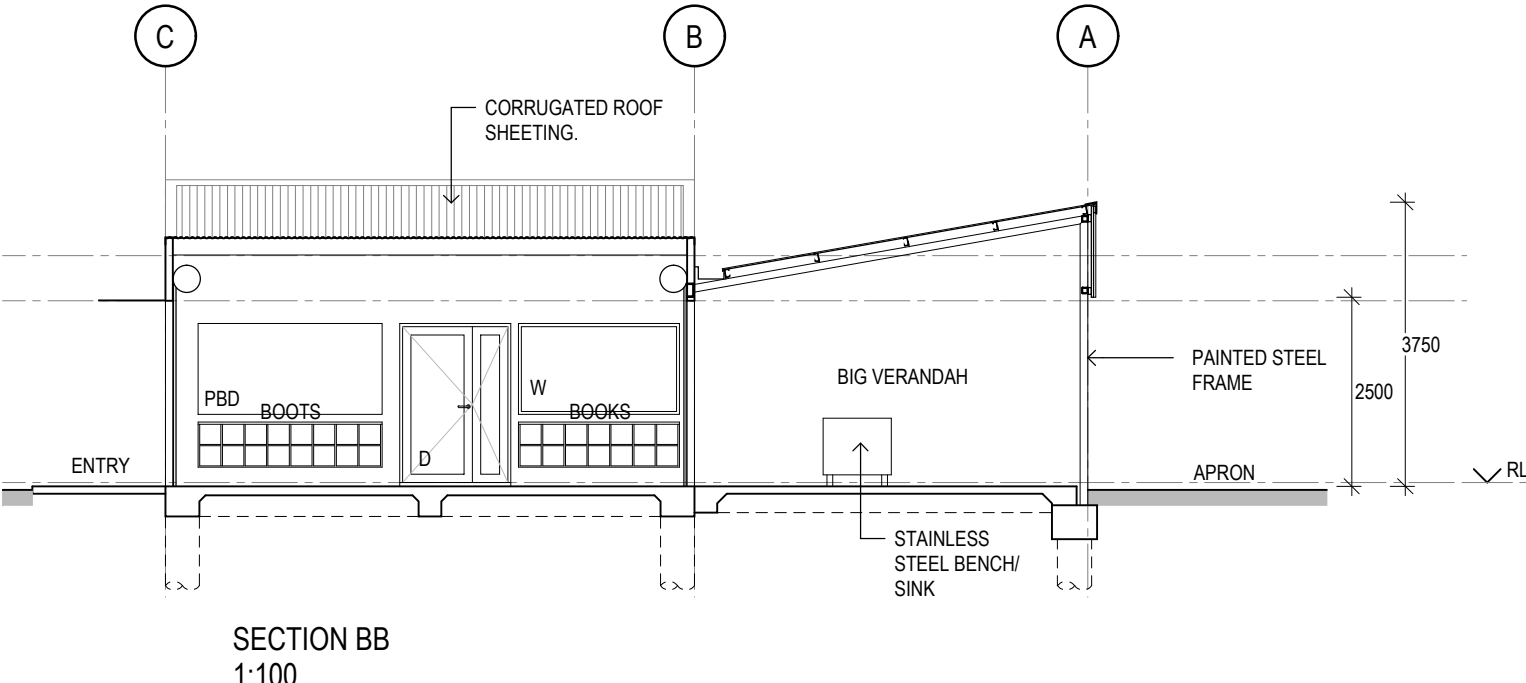 C
B
A
CORRUGATED ROOF
SHEETING.
3750
PAINTED STEEL
FRAME
2500
BIG VERANDAH
W
PBD
BOOTS
BOOKS
D
ENTRY
APRON
RL
STAINLESS
STEEL BENCH/
SINK
SECTION BB
1:100